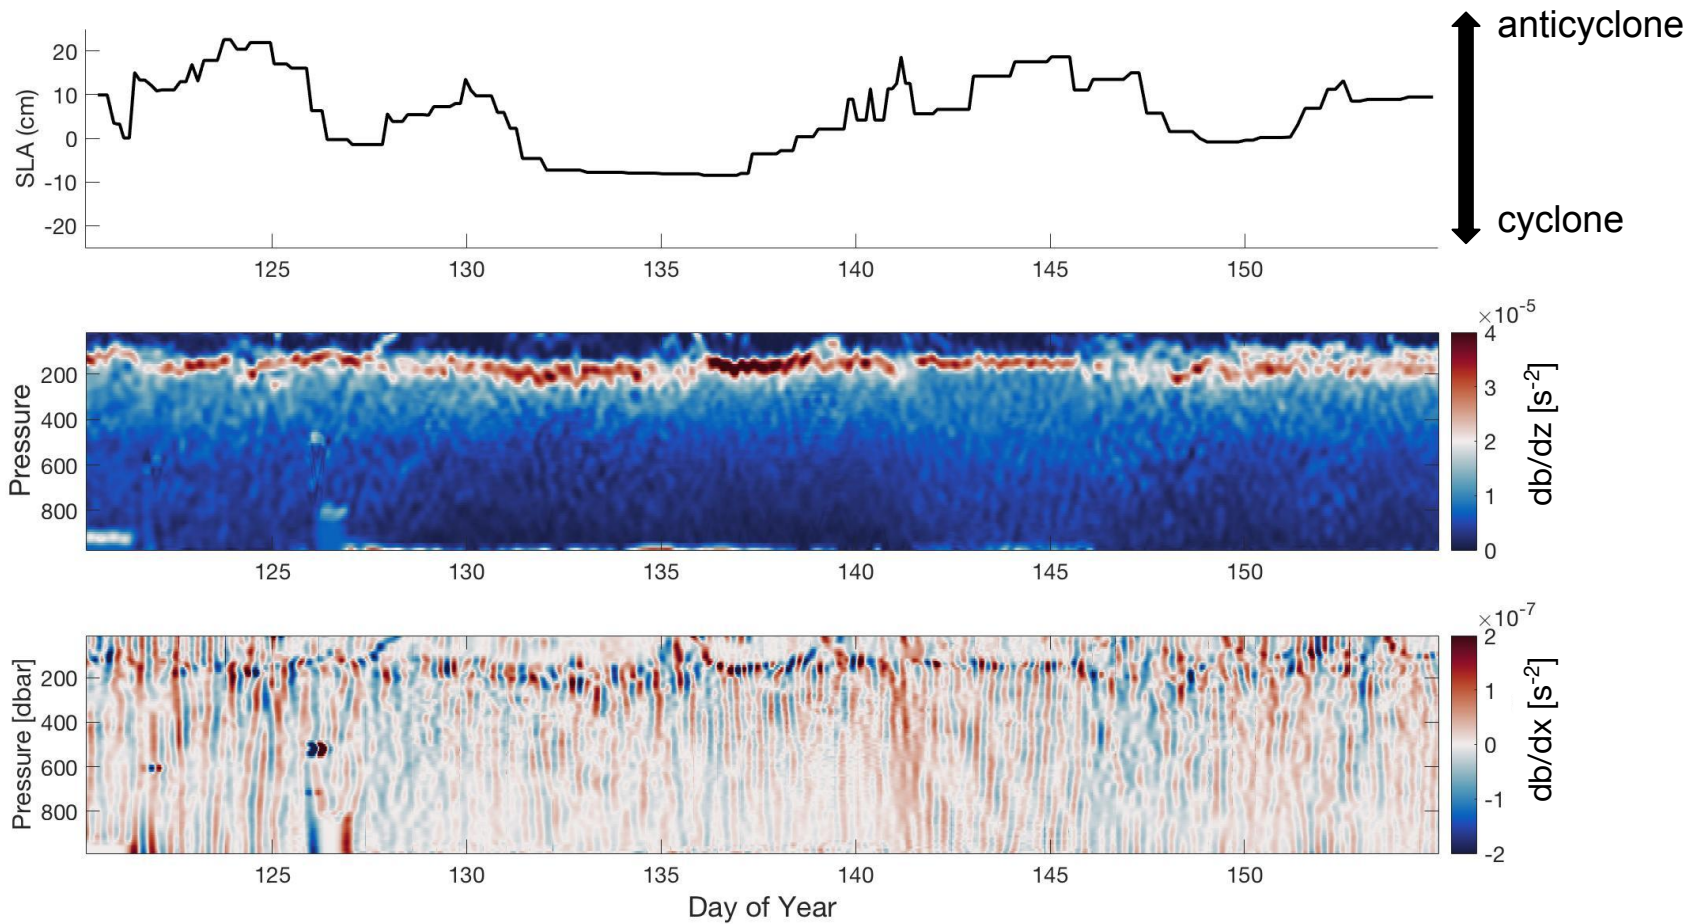 anticyclone
SLA (cm)
20
10
0
-10
-20
cyclone
125 130 135 140 145 150
×10-5
Pressure
200
400
600
800
4
3
2
1
0
db/dz [s-2]
125 130 135 140 145 150
×10-7
Pressure [dbar]
200
400
600
800
2
1
0
-1
-2
db/dx [s-2]
125 130 135 140 145 150
Day of Year